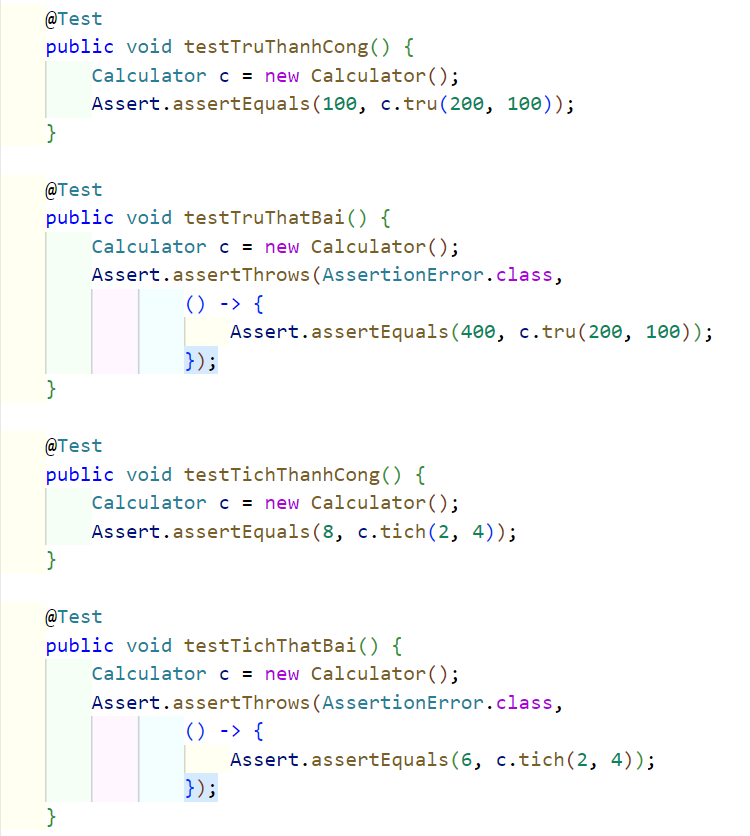 @Test
public void testTruThanhCong() {
Calculator c = new Calculator();
Assert.assertEquals(100, c.tru(200, 100));
}
@Test
public void testTruThatBai() {
Calculator c = new Calculator();
Assert.assertThrows(AssertionError.class,
() -> {
Assert.assertEquals(400, c.tru(200, 100));
});
}
@Test
public void testTichThanhCong() {
Calculator c = new Calculator();
Assert.assertEquals(8, c.tich(2, 4));
}
@Test
public void testTichThatBai() {
Calculator c = new Calculator();
Assert.assertThrows(AssertionError.class,
() -> {
Assert.assertEquals(6, c.tich(2, 4));
});
}